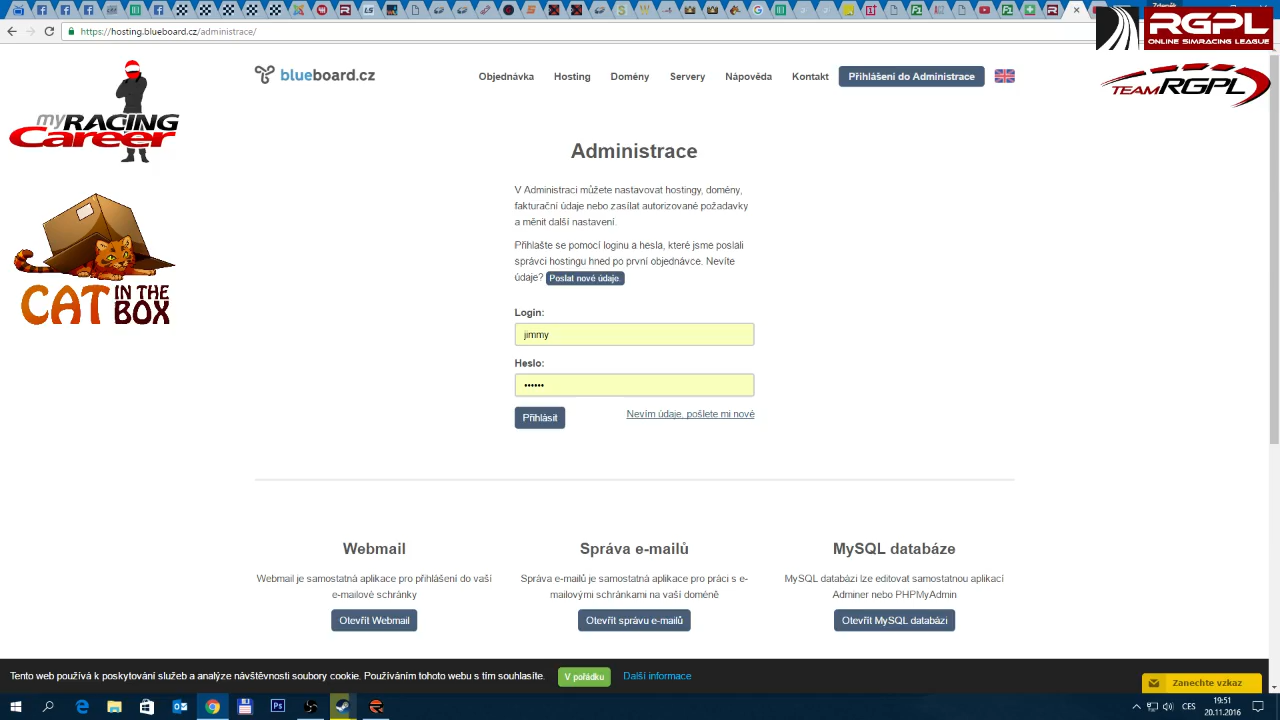 https://hosting.blueboard.cz/administrace/
RGPL
ONLINE SIMRACING LEAGUE
TEAM RGPL
myRACING
Career
CAT IN THE BOX
blueboard.cz
Objednávka
Hosting
Domény
Servery
Nápověda
Kontakt
Přihlášení do Administrace
Administrace
V Administraci můžete nastavovat hostingy, domény,
fakturační údaje nebo zasílat autorizované požadavky
a měnit další nastavení.
Přihlašte se pomocí loginu a hesla, které jsme poslali
správci hostingu hned po první objednávce. Nevíte
údaje? Poslat nové údaje
Login:
jimmy
Heslo:
••••••
Přihlásit
Nevím údaje, pošlete mi nové
Webmail
Webmail je samostatná aplikace pro přihlášení do vaší
e-mailové schránky
Otevřít Webmail
Správa e-mailů
Správa e-mailů je samostatná aplikace pro práci s e-
mailovými schránkami na vaší doméně
Otevřít správu e-mailů
MySQL databáze
MySQL databázi lze editovat samostatnou aplikací
Adminer nebo PHPMyAdmin
Otevřít MySQL databázi
Tento web používá k poskytování služeb a analýze návštěvnosti soubory cookie. Používáním tohoto webu s tím souhlasíte.
V pořádku
Další informace
Zanechte vzkaz
CES
19:51
20.11.2016